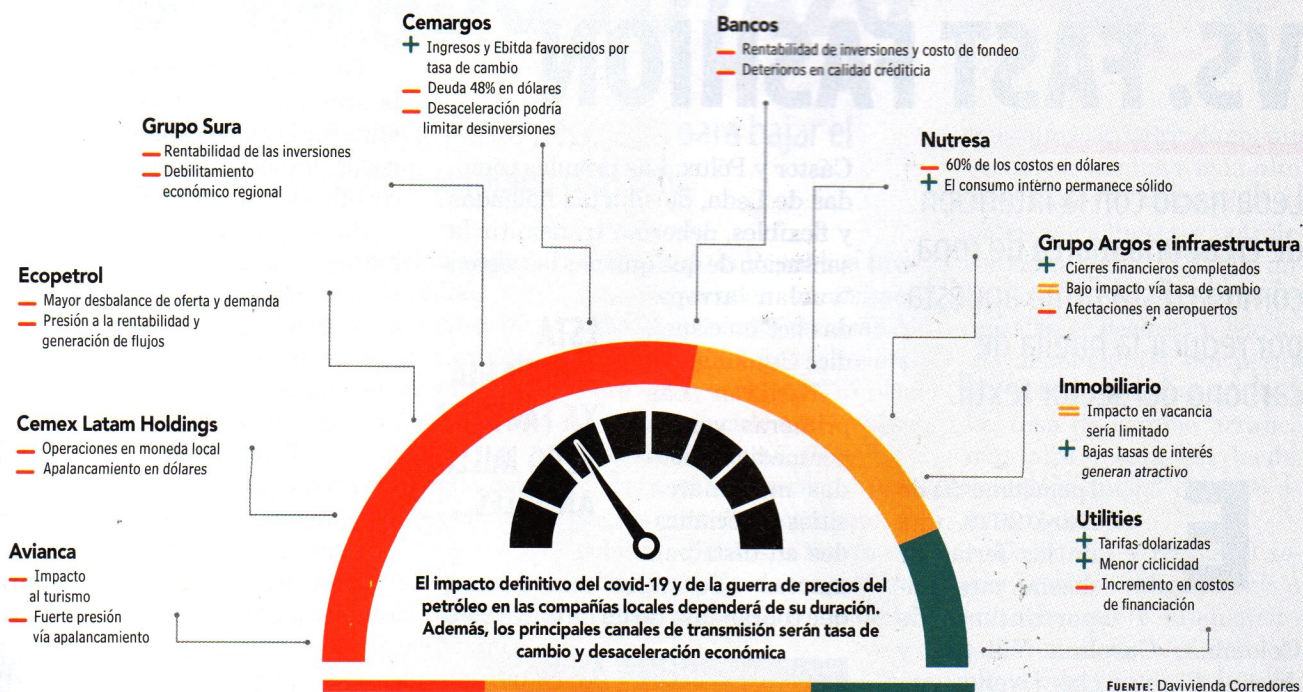 Cemargos
+ Ingresos y Ebitda favorecidos por
tasa de cambio
- Deuda 48% en dólares
- Desaceleración podría
limitar desinversiones
Bancos
- Rentabilidad de inversiones y costo de fondeo
- Deterioros en calidad créditicia
Grupo Sura
- Rentabilidad de las inversiones
- Debilitamiento
económico regional
Nutresa
- 60% de los costos en dólares
+ El consumo interno permanece sólido
Ecopetrol
- Mayor desbalance de oferta y demanda
- Presión a la rentabilidad y
generación de flujos
Grupo Argos e infraestructura
+ Cierres financieros completados
= Bajo impacto vía tasa de cambio
- Afectaciones en aeropuertos
Cemex Latam Holdings
- Operaciones en moneda local
- Apalancamiento en dólares
Inmobiliario
= Impacto en vacancia
sería limitado
+ Bajas tasas de interés
generan atractivo
Avianca
- Impacto
al turismo
- Fuerte presión
vía apalancamiento
Utilities
+ Tarifas dolarizadas
+ Menor ciclicidad
- Incremento en costos
de financiación
El impacto definitivo del covid-19 y de la guerra de precios del
petróleo en las compañías locales dependerá de su duración.
Además, los principales canales de transmisión serán tasa de
cambio y desaceleración económica
FUENTE: Davivienda Corredores